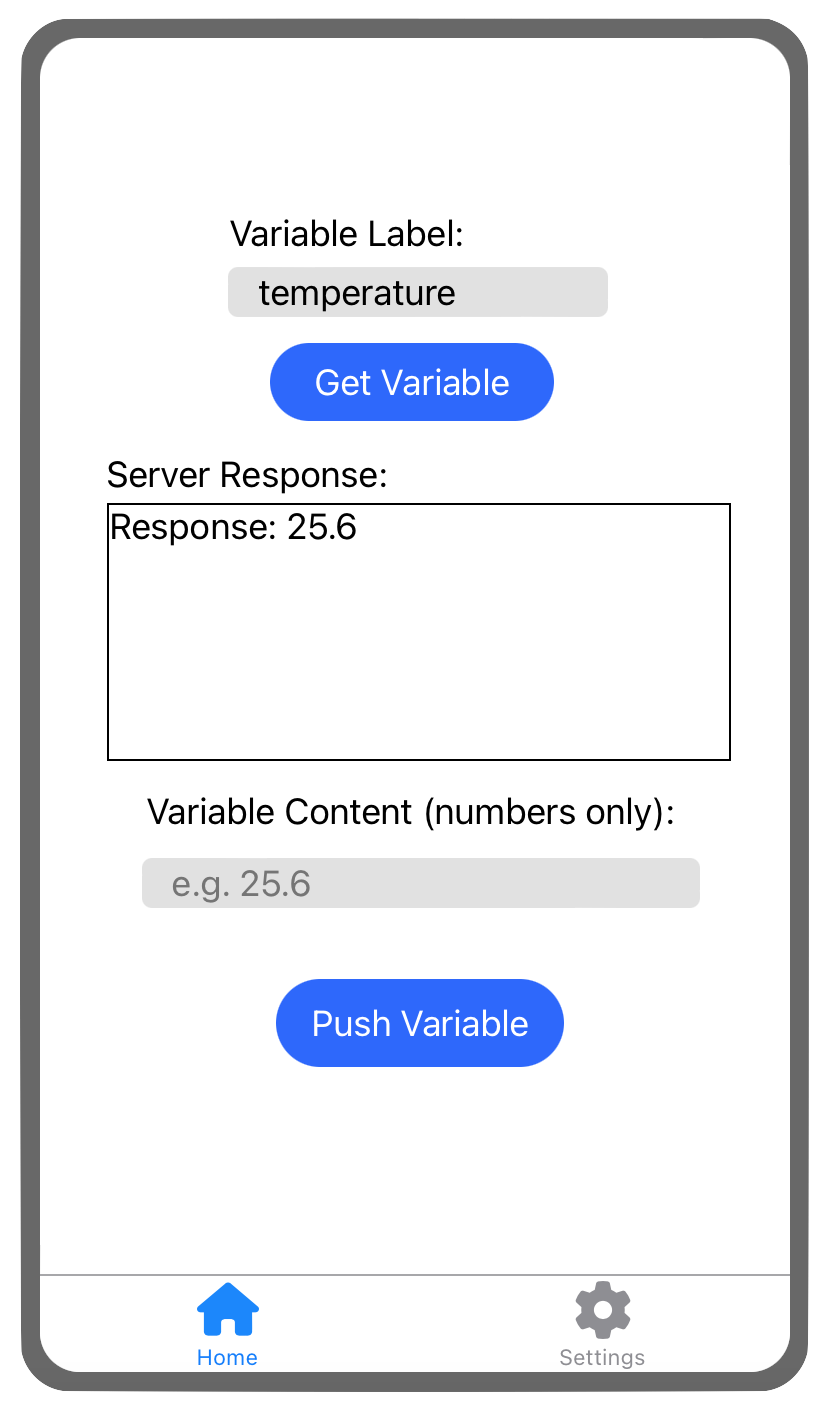 Variable Label:
temperature
Get Variable
Server Response:
Response: 25.6
Variable Content (numbers only):
e.g. 25.6
Push Variable
Home
Settings